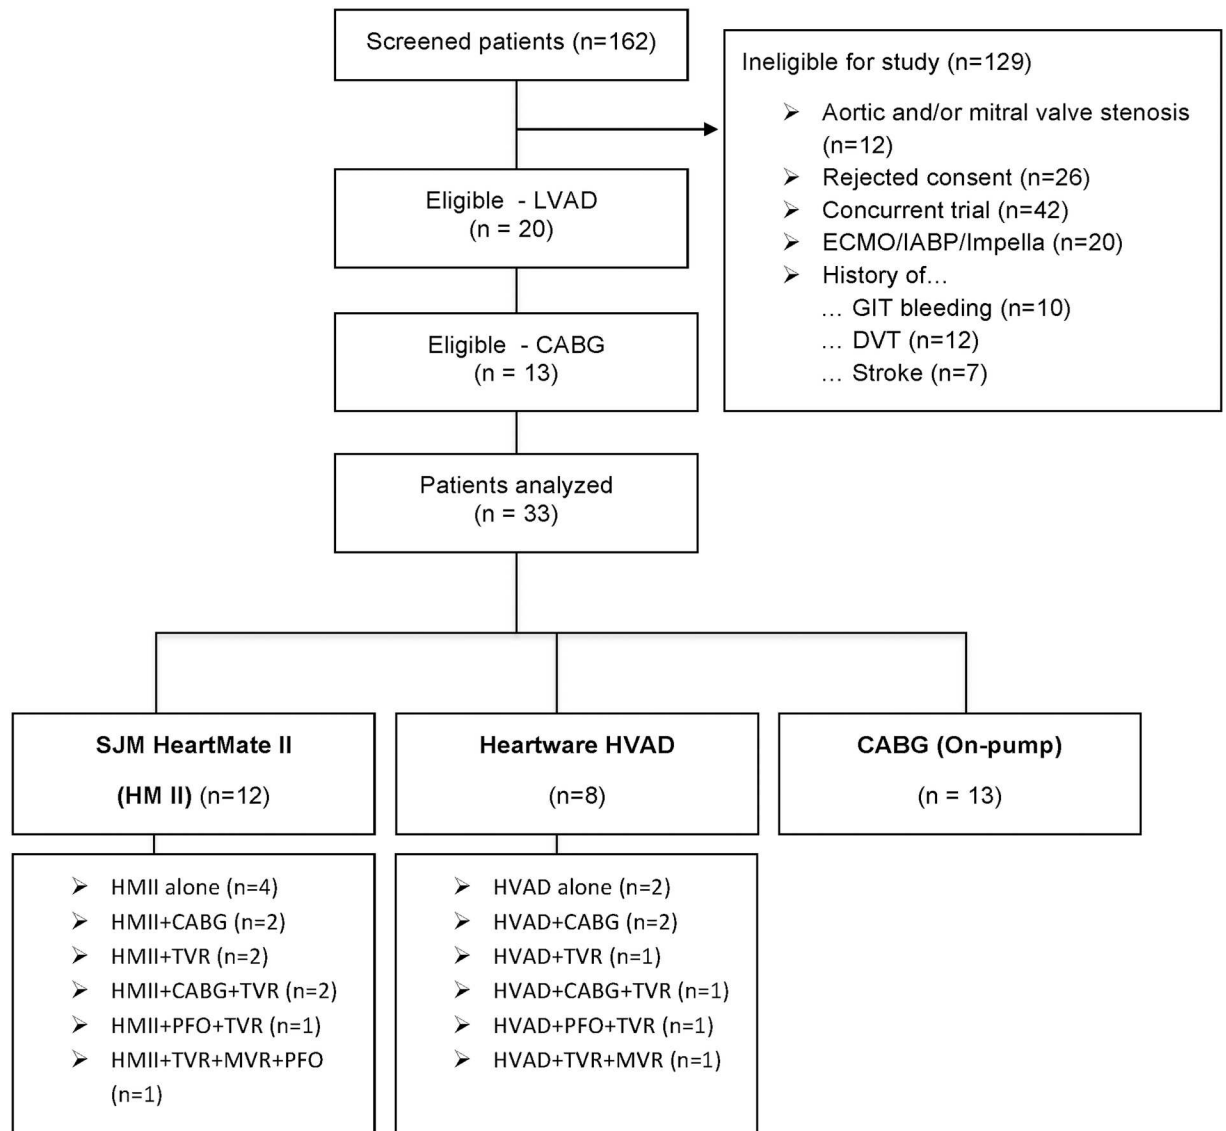 Screened patients (n=162)
Ineligible for study (n=129)
➢ Aortic and/or mitral valve stenosis
(n=12)
➢ Rejected consent (n=26)
➢ Concurrent trial (n=42)
➢ ECMO/IABP/Impella (n=20)
➢ History of…
… GIT bleeding (n=10)
… DVT (n=12)
… Stroke (n=7)
Eligible - LVAD
(n = 20)
Eligible - CABG
(n = 13)
Patients analyzed
(n = 33)
SJM HeartMate II
(HM II) (n=12)
➢ HMII alone (n=4)
➢ HMII+CABG (n=2)
➢ HMII+TVR (n=2)
➢ HMII+CABG+TVR (n=2)
➢ HMII+PFO+TVR (n=1)
➢ HMII+TVR+MVR+PFO
(n=1)
Heartware HVAD
(n=8)
➢ HVAD alone (n=2)
➢ HVAD+CABG (n=2)
➢ HVAD+TVR (n=1)
➢ HVAD+CABG+TVR (n=1)
➢ HVAD+PFO+TVR (n=1)
➢ HVAD+TVR+MVR (n=1)
CABG (On-pump)
(n = 13)